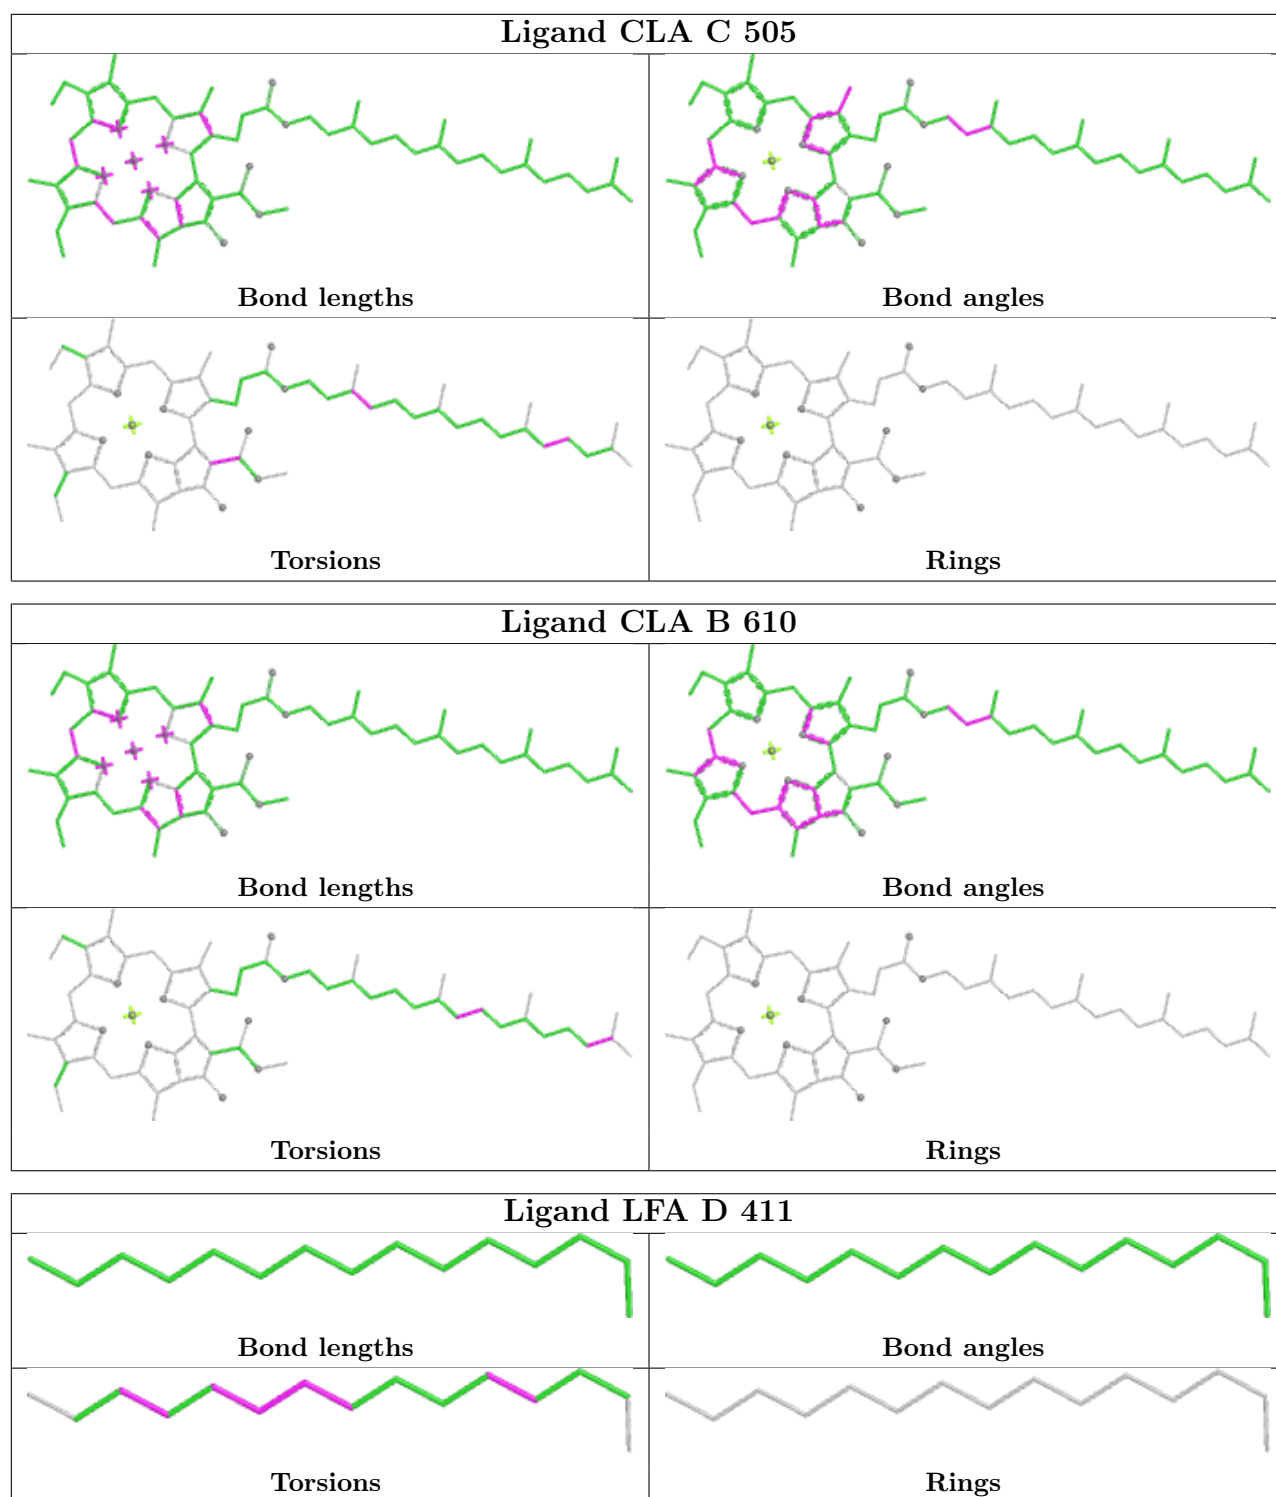 Ligand CLA C 505
Bond lengths
Bond angles
Torsions
Rings
Ligand CLA B 610
Bond lengths
Bond angles
Torsions
Rings
Ligand LFA D 411
Bond lengths
Bond angles
Torsions
Rings